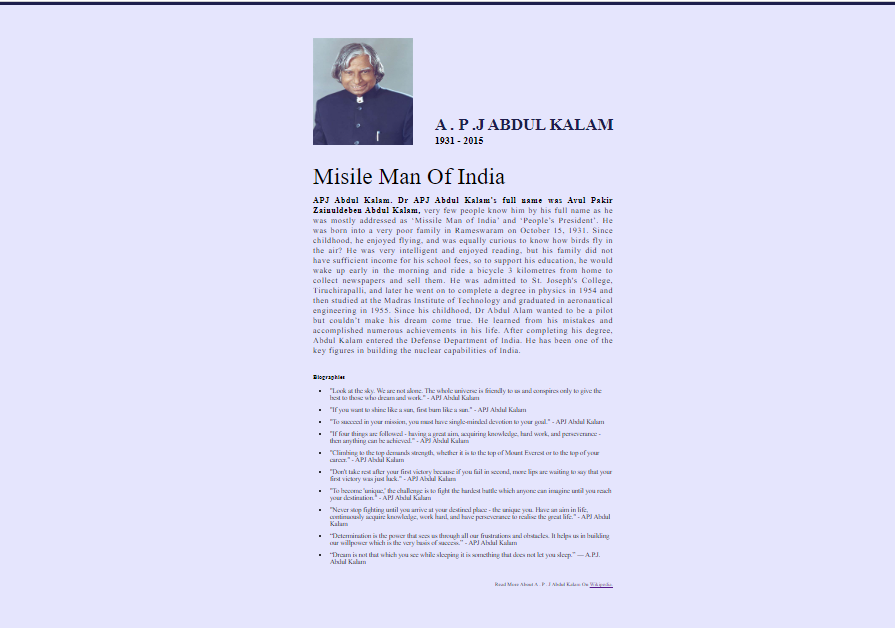 A . P .J ABDUL KALAM
1931 - 2015
Misile Man Of India
APJ Abdul Kalam. Dr APJ Abdul Kalam's full name was Avul Pakir
Zainuldeben Abdul Kalam, very few people know him by his full name as he
was mostly addressed as ‘Missile Man of India’ and ‘People’s President’. He
was born into a very poor family in Rameswaram on October 15, 1931. Since
childhood, he enjoyed flying, and was equally curious to know how birds fly in
the air? He was very intelligent and enjoyed reading, but his family did not
have sufficient income for his school fees, so to support his education, he would
wake up early in the morning and ride a bicycle 3 kilometres from home to
collect newspapers and sell them. He was admitted to St. Joseph’s College,
Tiruchirapalli, and later he went on to complete a degree in physics in 1954 and
then studied at the Madras Institute of Technology and graduated in aeronautical
engineering in 1955. Since his childhood, Dr Abdul Alam wanted to be a pilot
but couldn’t make his dream come true. He learned from his mistakes and
accomplished numerous achievements in his life. After completing his degree,
Abdul Kalam entered the Defense Department of India. He has been one of the
key figures in building the nuclear capabilities of India.
Biographies
• "Look at the sky. We are not alone. The whole universe is friendly to us and conspires only to give the
best to those who dream and work." - APJ Abdul Kalam
• "If you want to shine like a sun, first burn like a sun." - APJ Abdul Kalam
• "To succeed in your mission, you must have single-minded devotion to your goal." - APJ Abdul Kalam
• "If four things are followed - having a great aim, acquiring knowledge, hard work, and perseverance -
then anything can be achieved." - APJ Abdul Kalam
• "Climbing to the top demands strength, whether it is to the top of Mount Everest or to the top of your
career." - APJ Abdul Kalam
• "Don't take rest after your first victory because if you fail in second, more lips are waiting to say that your
first victory was just luck." - APJ Abdul Kalam
• "To become 'unique,' the challenge is to fight the hardest battle which anyone can imagine until you reach
your destination." - APJ Abdul Kalam
• "Never stop fighting until you arrive at your destined place - the unique you. Have an aim in life,
continuously acquire knowledge, work hard, and have perseverance to realise the great life." - APJ Abdul
Kalam
• “Determination is the power that sees us through all our frustrations and obstacles. It helps us in building
our willpower which is the very basis of success.” - APJ Abdul Kalam
• “Dream is not that which you see while sleeping it is something that does not let you sleep.” — A.P.J.
Abdul Kalam
Read More About A . P . J Abdul Kalam On Wikipedia.